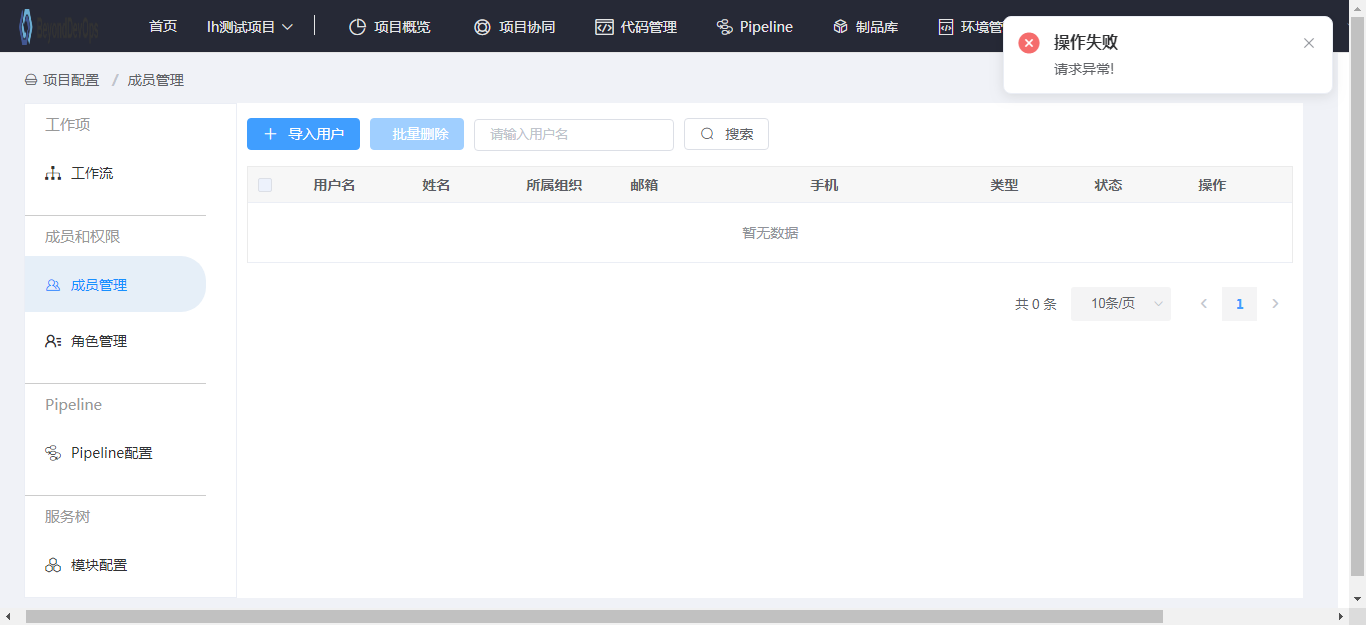 BeyondDevOps 首页 lh测试项目 项目概览 项目协同 代码管理 Pipeline 制品库 环境管
操作失败
请求异常!
项目配置 / 成员管理
工作项
工作流
成员和权限
成员管理
角色管理
Pipeline
Pipeline配置
服务树
模块配置
导入用户 批量删除 请输入用户名 搜索
用户名 姓名 所属组织 邮箱 手机 类型 状态 操作
暂无数据
共 0 条 10条/页 1